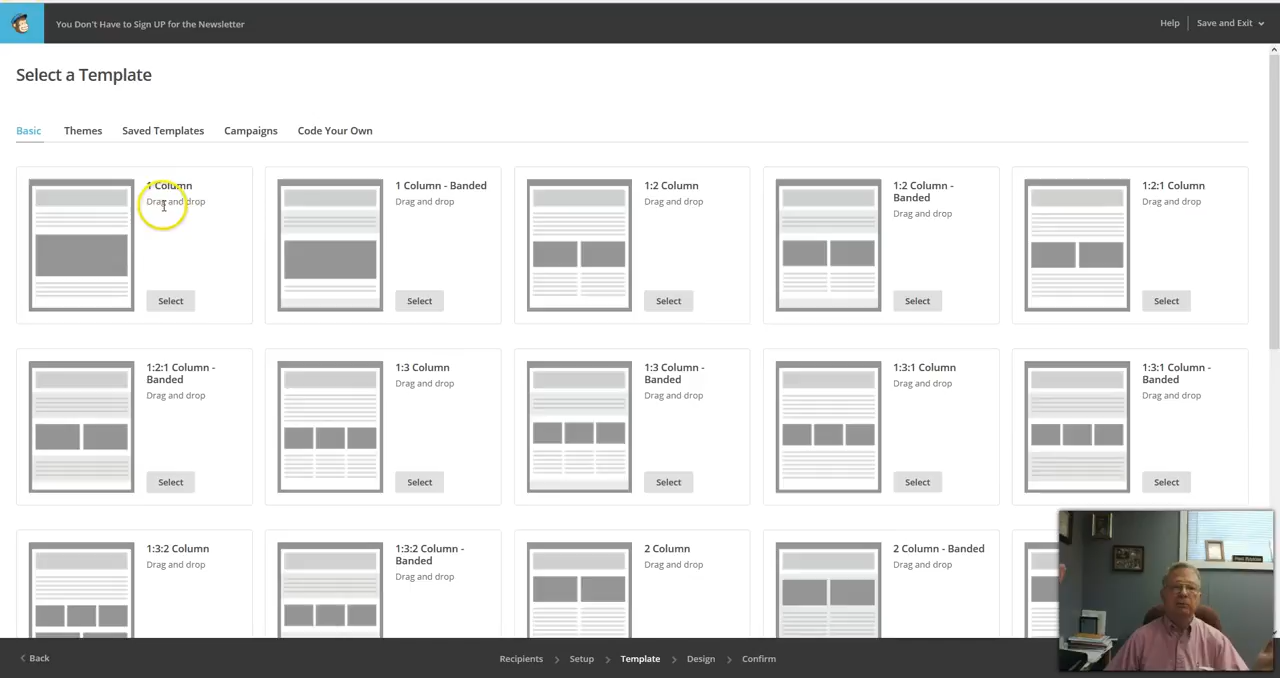 You Don't Have to Sign UP for the Newsletter
Help
Save and Exit
Select a Template
Basic
Themes
Saved Templates
Campaigns
Code Your Own
1 Column
Drag and drop
Select
1 Column - Banded
Drag and drop
Select
1:2 Column
Drag and drop
Select
1:2 Column -
Banded
Drag and drop
Select
1:2:1 Column
Drag and drop
Select
1:2:1 Column -
Banded
Drag and drop
Select
1:3 Column
Drag and drop
Select
1:3 Column -
Banded
Drag and drop
Select
1:3:1 Column
Drag and drop
Select
1:3:1 Column -
Banded
Drag and drop
Select
1:3:2 Column
Drag and drop
1:3:2 Column -
Banded
Drag and drop
2 Column
Drag and drop
2 Column - Banded
Drag and drop
Back
Recipients
Setup
Template
Design
Confirm